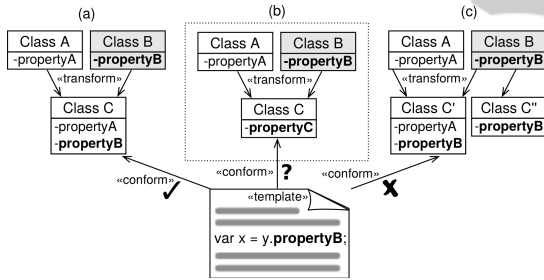 (a)
Class A
-propertyA
Class B
-propertyB
«transform»
Class C
-propertyA
-propertyB
(b)
Class A
-propertyA
Class B
-propertyB
«transform»
Class C
-propertyC
(c)
Class A
-propertyA
Class B
-propertyB
«transform»
Class C'
-propertyA
-propertyB
Class C"
-propertyB
«conform»
«conform» ?
«conform»
«template»
var x = y.propertyB;